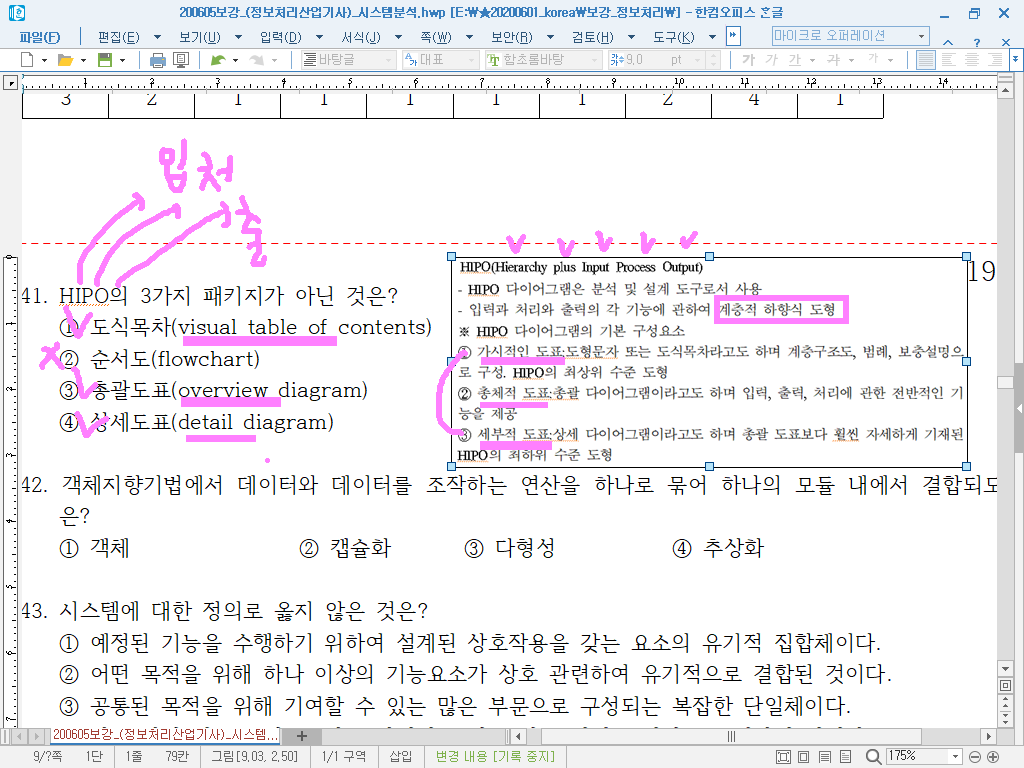 200605보강_(정보처리산업기사)_시스템분석.hwp [E:₩★20200601_korea₩보강_정보처리₩] - 한컴오피스 한글
파일(F) 편집(E) 보기(U) 입력(D) 서식(J) 쪽(W) 보안(R) 검토(H) 도구(K) 마이크로 오퍼레이션
바탕글 대표 함초롬바탕 9,0 pt 가 가 가 가 가
1 2 3 4 5 6 7 8 9 10 11 12 13 14
3 2 1 1 1 1 1 2 4 1
입 처
출
19
HIPO(Hierarchy plus Input Process Output)
- HIPO 다이어그램은 분석 및 설계 도구로서 사용
- 입력과 처리와 출력의 각 기능에 관하여 계층적 하향식 도형
※ HIPO 다이어그램의 기본 구성요소
① 가시적인 도표:도형문자 또는 도식목차라고도 하며 계층구조도, 범례, 보충설명으
로 구성. HIPO의 최상위 수준 도형
② 총체적 도표:총괄 다이어그램이라고도 하며 입력, 출력, 처리에 관한 전반적인 기
능을 제공
③ 세부적 도표:상세 다이어그램이라고도 하며 총괄 도표보다 훨씬 자세하게 기재된
HIPO의 최하위 수준 도형
41. HIPO의 3가지 패키지가 아닌 것은?
① 도식목차(visual table of contents)
② 순서도(flowchart)
③ 총괄도표(overview diagram)
④ 상세도표(detail diagram)
42. 객체지향기법에서 데이터와 데이터를 조작하는 연산을 하나로 묶어 하나의 모듈 내에서 결합되도
은?
① 객체 ② 캡슐화 ③ 다형성 ④ 추상화
43. 시스템에 대한 정의로 옳지 않은 것은?
① 예정된 기능을 수행하기 위하여 설계된 상호작용을 갖는 요소의 유기적 집합체이다.
② 어떤 목적을 위해 하나 이상의 기능요소가 상호 관련하여 유기적으로 결합된 것이다.
③ 공통된 목적을 위해 기여할 수 있는 많은 부문으로 구성되는 복잡한 단일체이다.
200605보강_(정보처리산업기사)_시스템...
9/?쪽 1단 1줄 79칸 그림[9,03, 2,50] 1/1 구역 삽입 변경 내용 [기록 중지] 175%